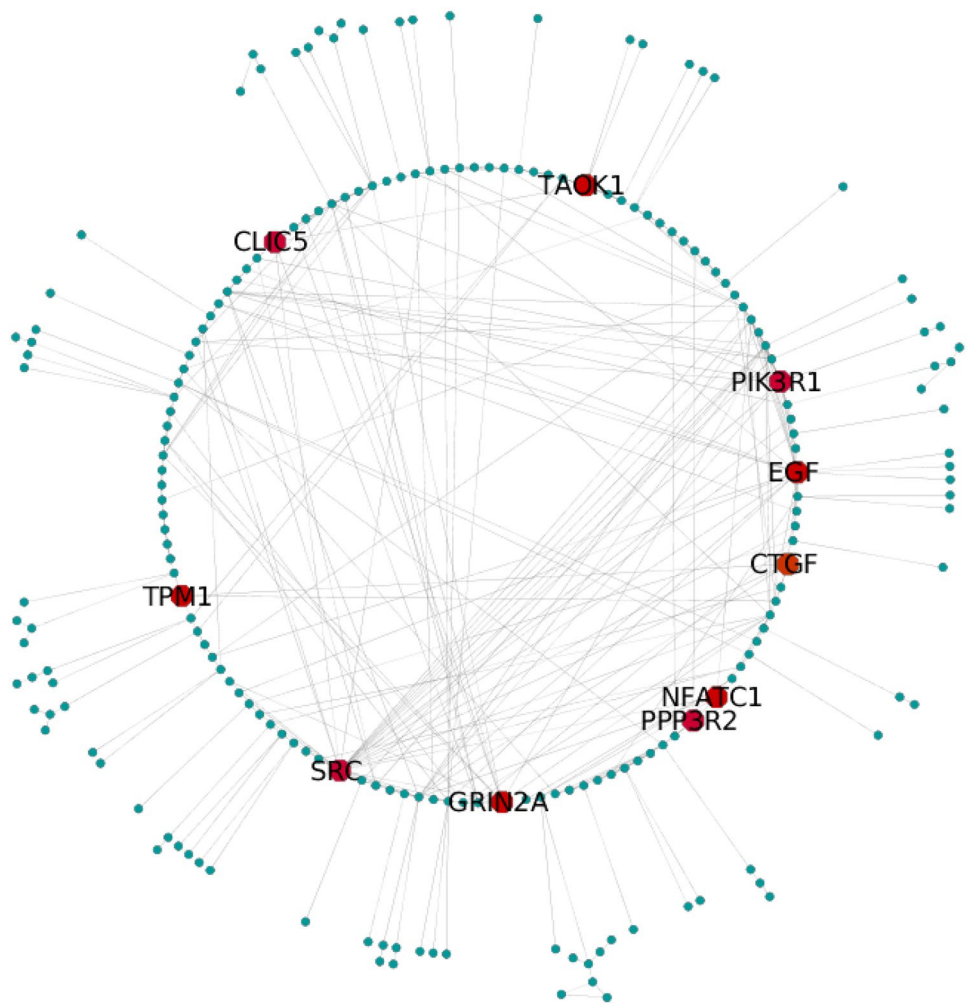 TAOK1
CLIC5
PIK3R1
EGF
CTGF
TPM1
NFATC1
PPP3R2
SRC
GRIN2A